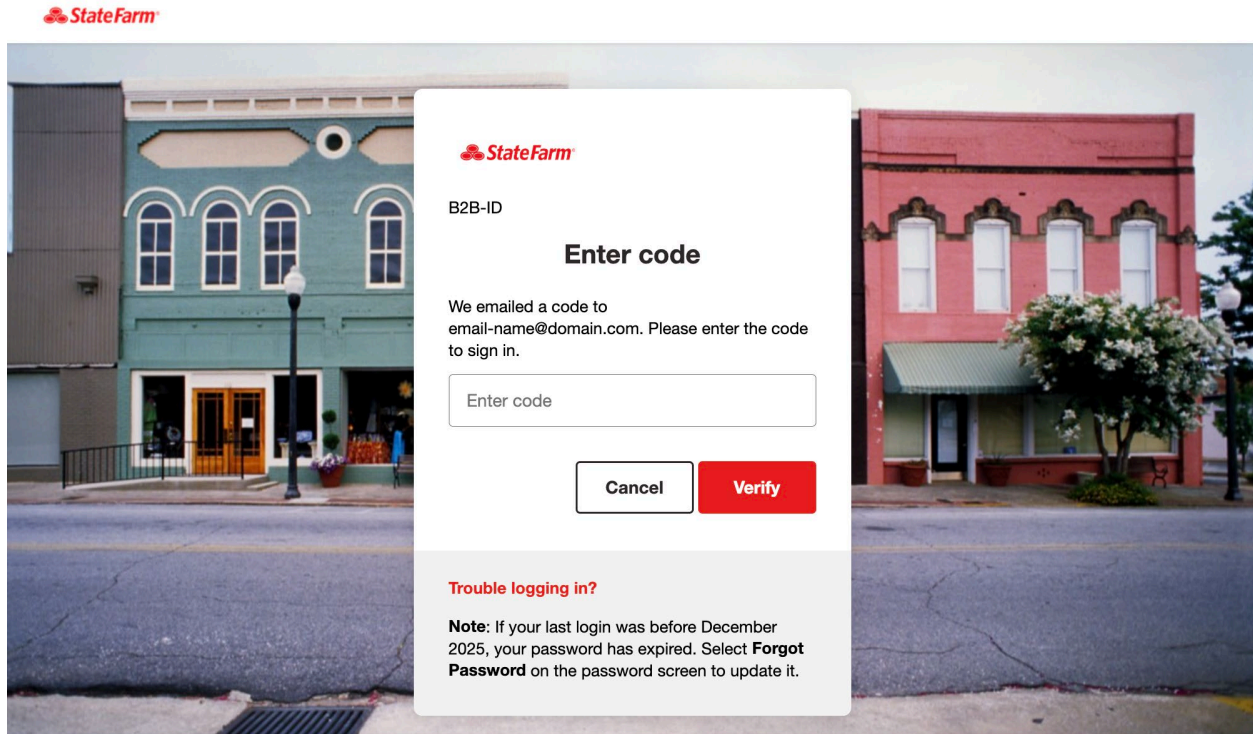 StateFarm®
StateFarm®
B2B-ID
Enter code
We emailed a code to
email-name@domain.com. Please enter the code
to sign in.
Enter code
Cancel
Verify
Trouble logging in?
Note: If your last login was before December
2025, your password has expired. Select Forgot
Password on the password screen to update it.